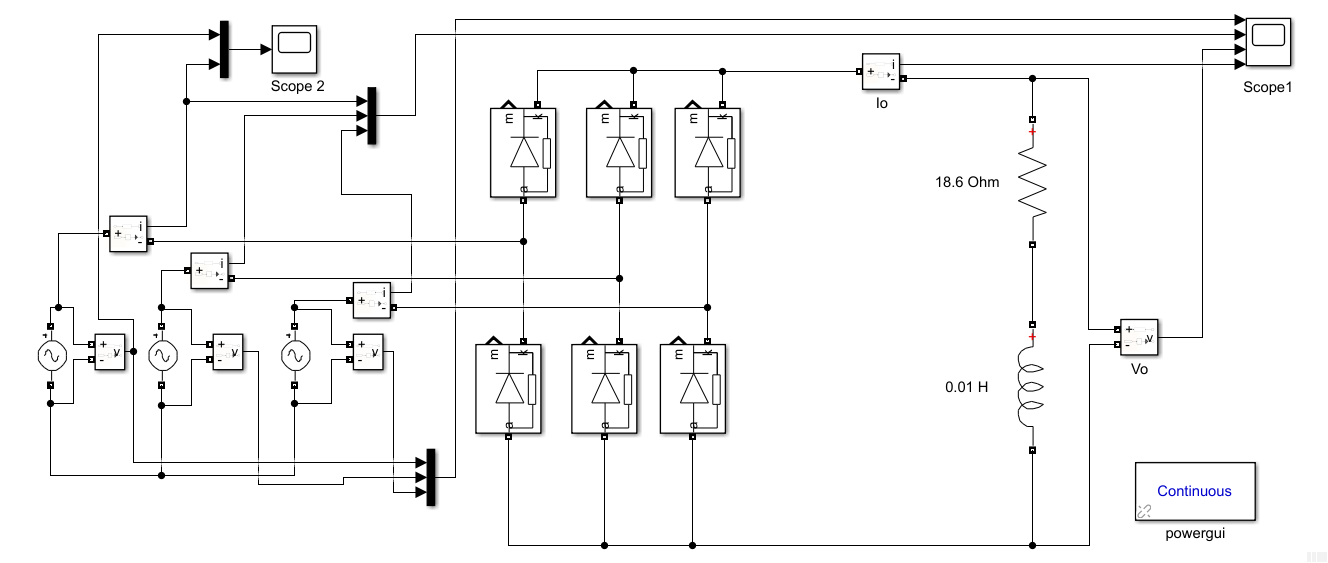 Scope 2
Scope1
i
+
-
Io
m
k
m
k
m
k
a
a
a
18.6 Ohm
+
i
+
-
i
+
-
i
+
-
+
-
v
+
-
v
+
-
v
m
k
m
k
m
k
a
a
a
+
0.01 H
+
-
v
Vo
Continuous
powergui